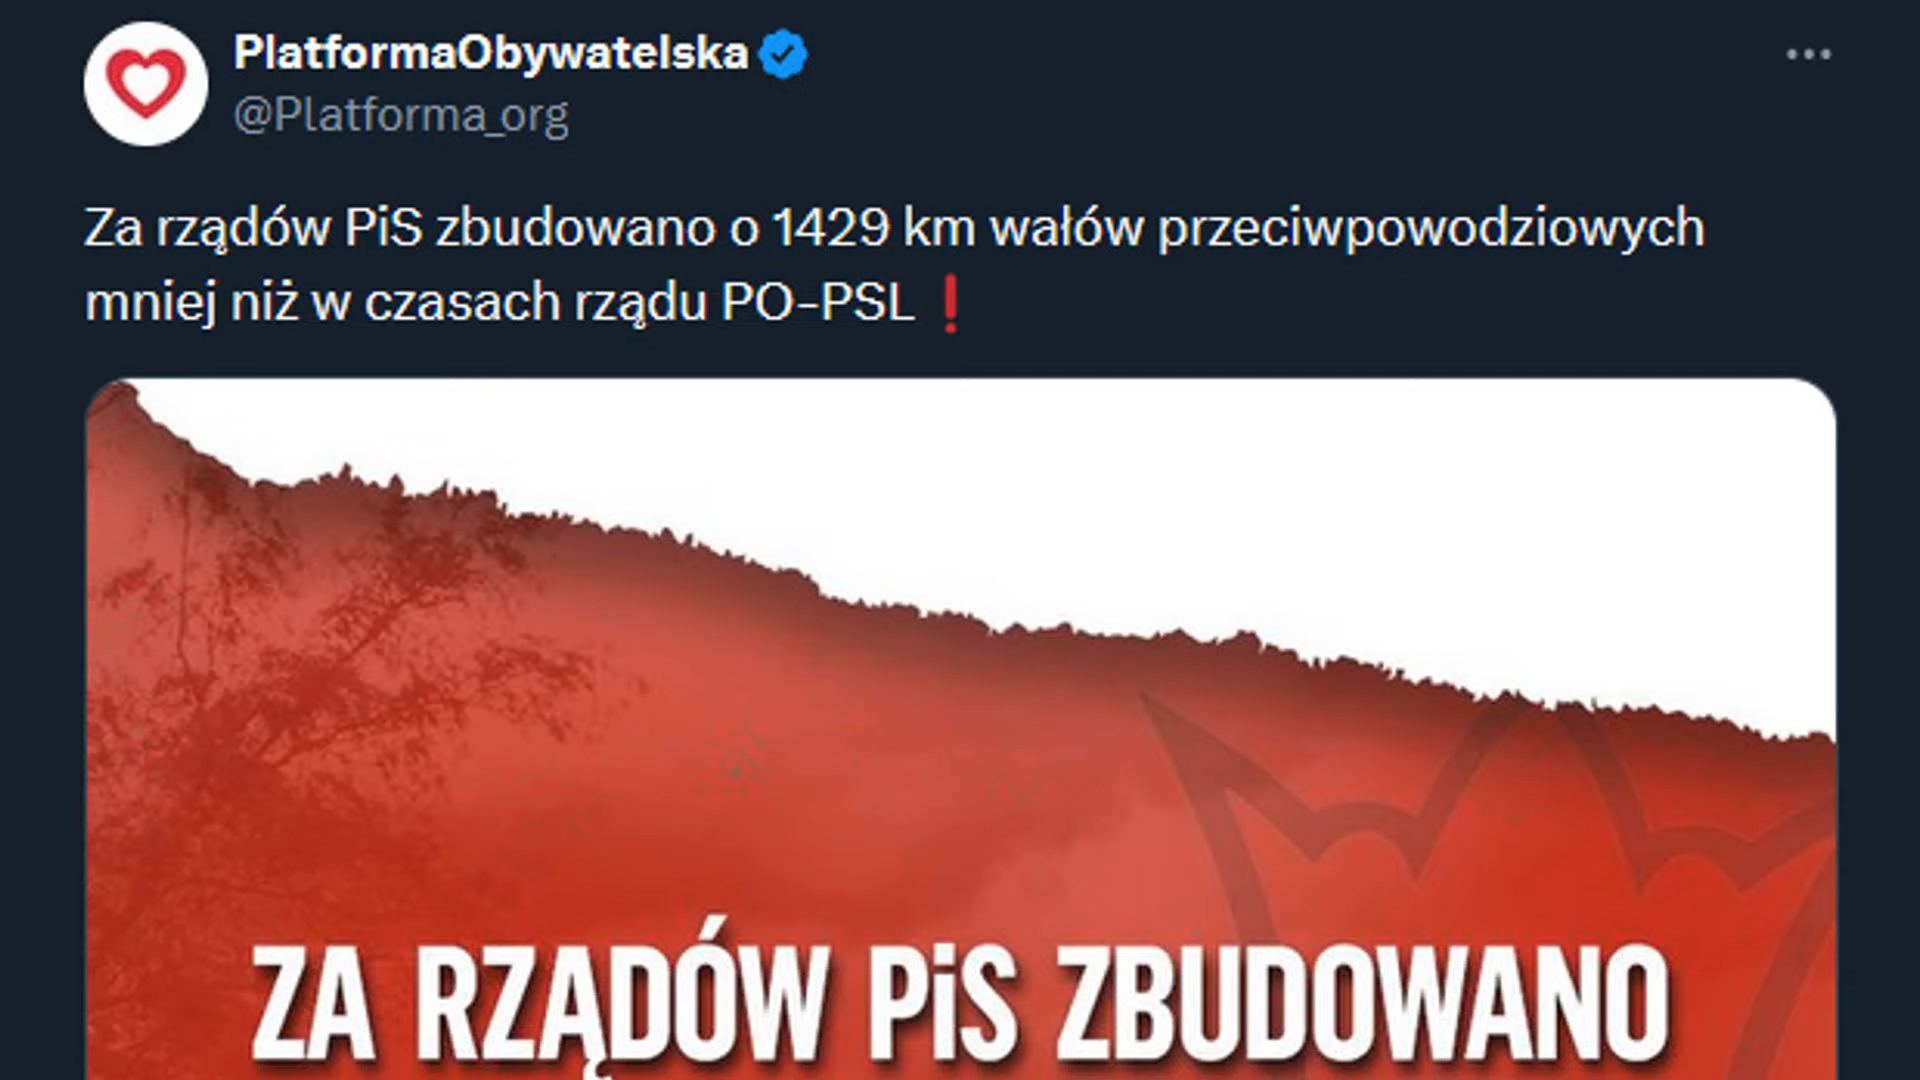 PlatformaObywatelska
@Platforma_org
Za rządów PiS zbudowano o 1429 km wałów przeciwpowodziowych
mniej niż w czasach rządu PO-PSL❗
ZA RZĄDÓW PiS ZBUDOWANO